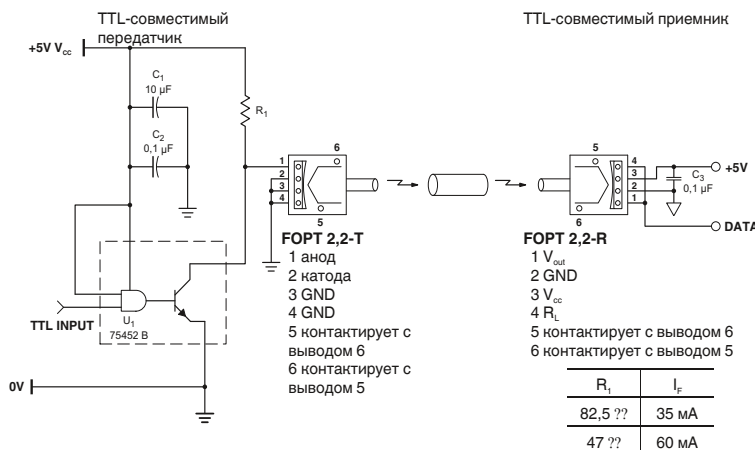 TTL-совместимый
передатчик
TTL-совместимый приемник
+5V Vcc
C1
10 µF
R1
C2
0,1 µF
6
1
2
3
4
5
5
4
3
2
1
6
+5V
C3
0,1 µF
DATA
FOPT 2,2-T
1 анод
2 катода
3 GND
4 GND
5 контактирует с
выводом 6
6 контактирует с
выводом 5
FOPT 2,2-R
1 Vout
2 GND
3 Vcc
4 RL
5 контактирует с выводом 6
6 контактирует с выводом 5
TTL INPUT
U1
75452 B
0V
R1 IF
82,5 ?? 35 мА
47 ?? 60 мА